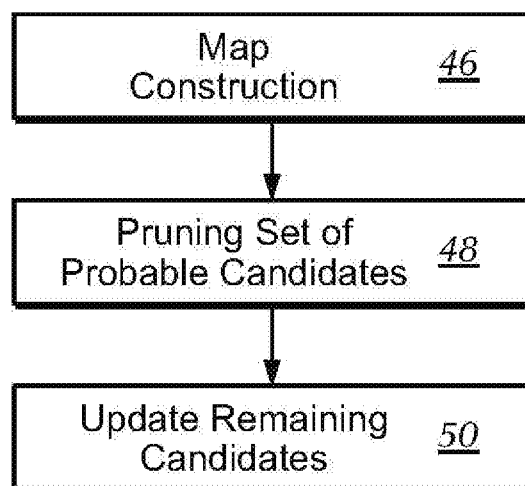 Map
Construction
46
Pruning Set of
Probable Candidates
48
Update Remaining
Candidates
50